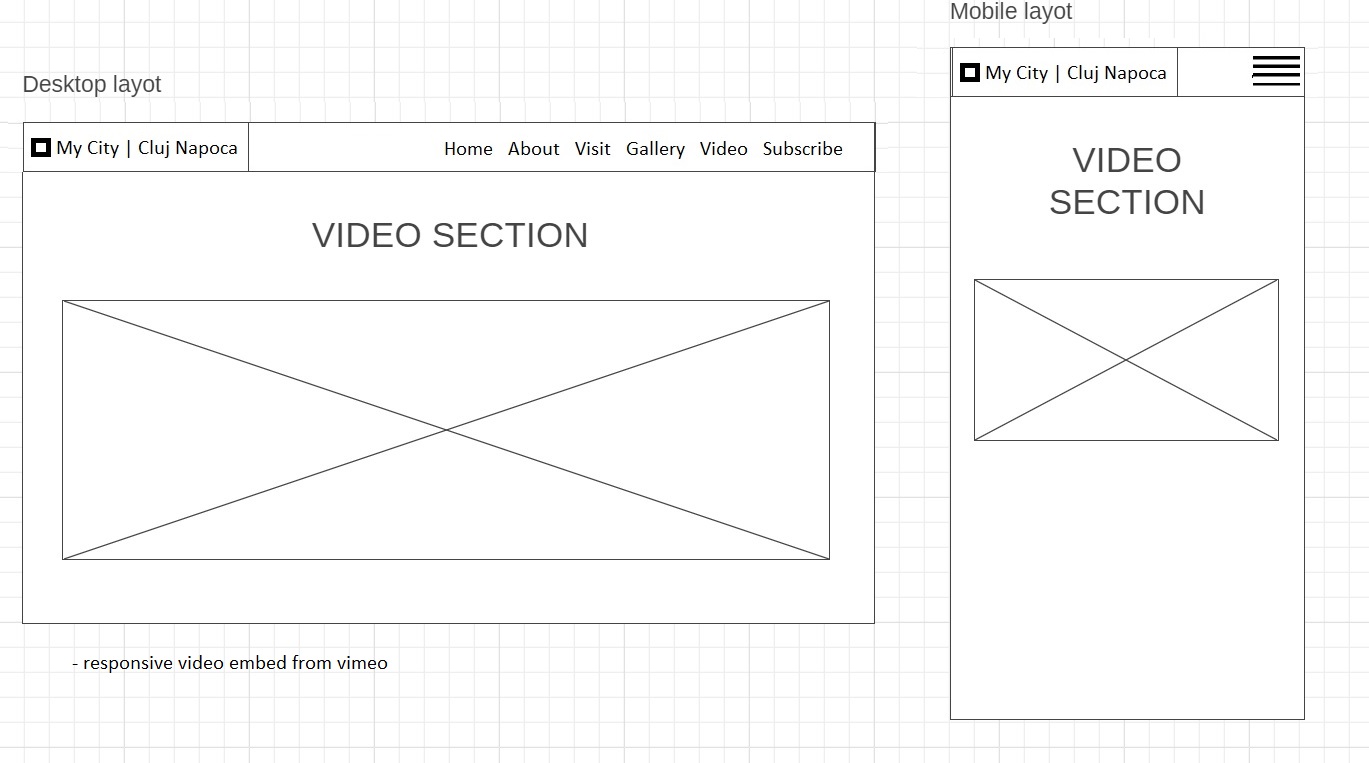 Desktop layot
My City | Cluj Napoca
Home About Visit Gallery Video Subscribe
VIDEO SECTION
- responsive video embed from vimeo
Mobile layot
My City | Cluj Napoca
VIDEO
SECTION